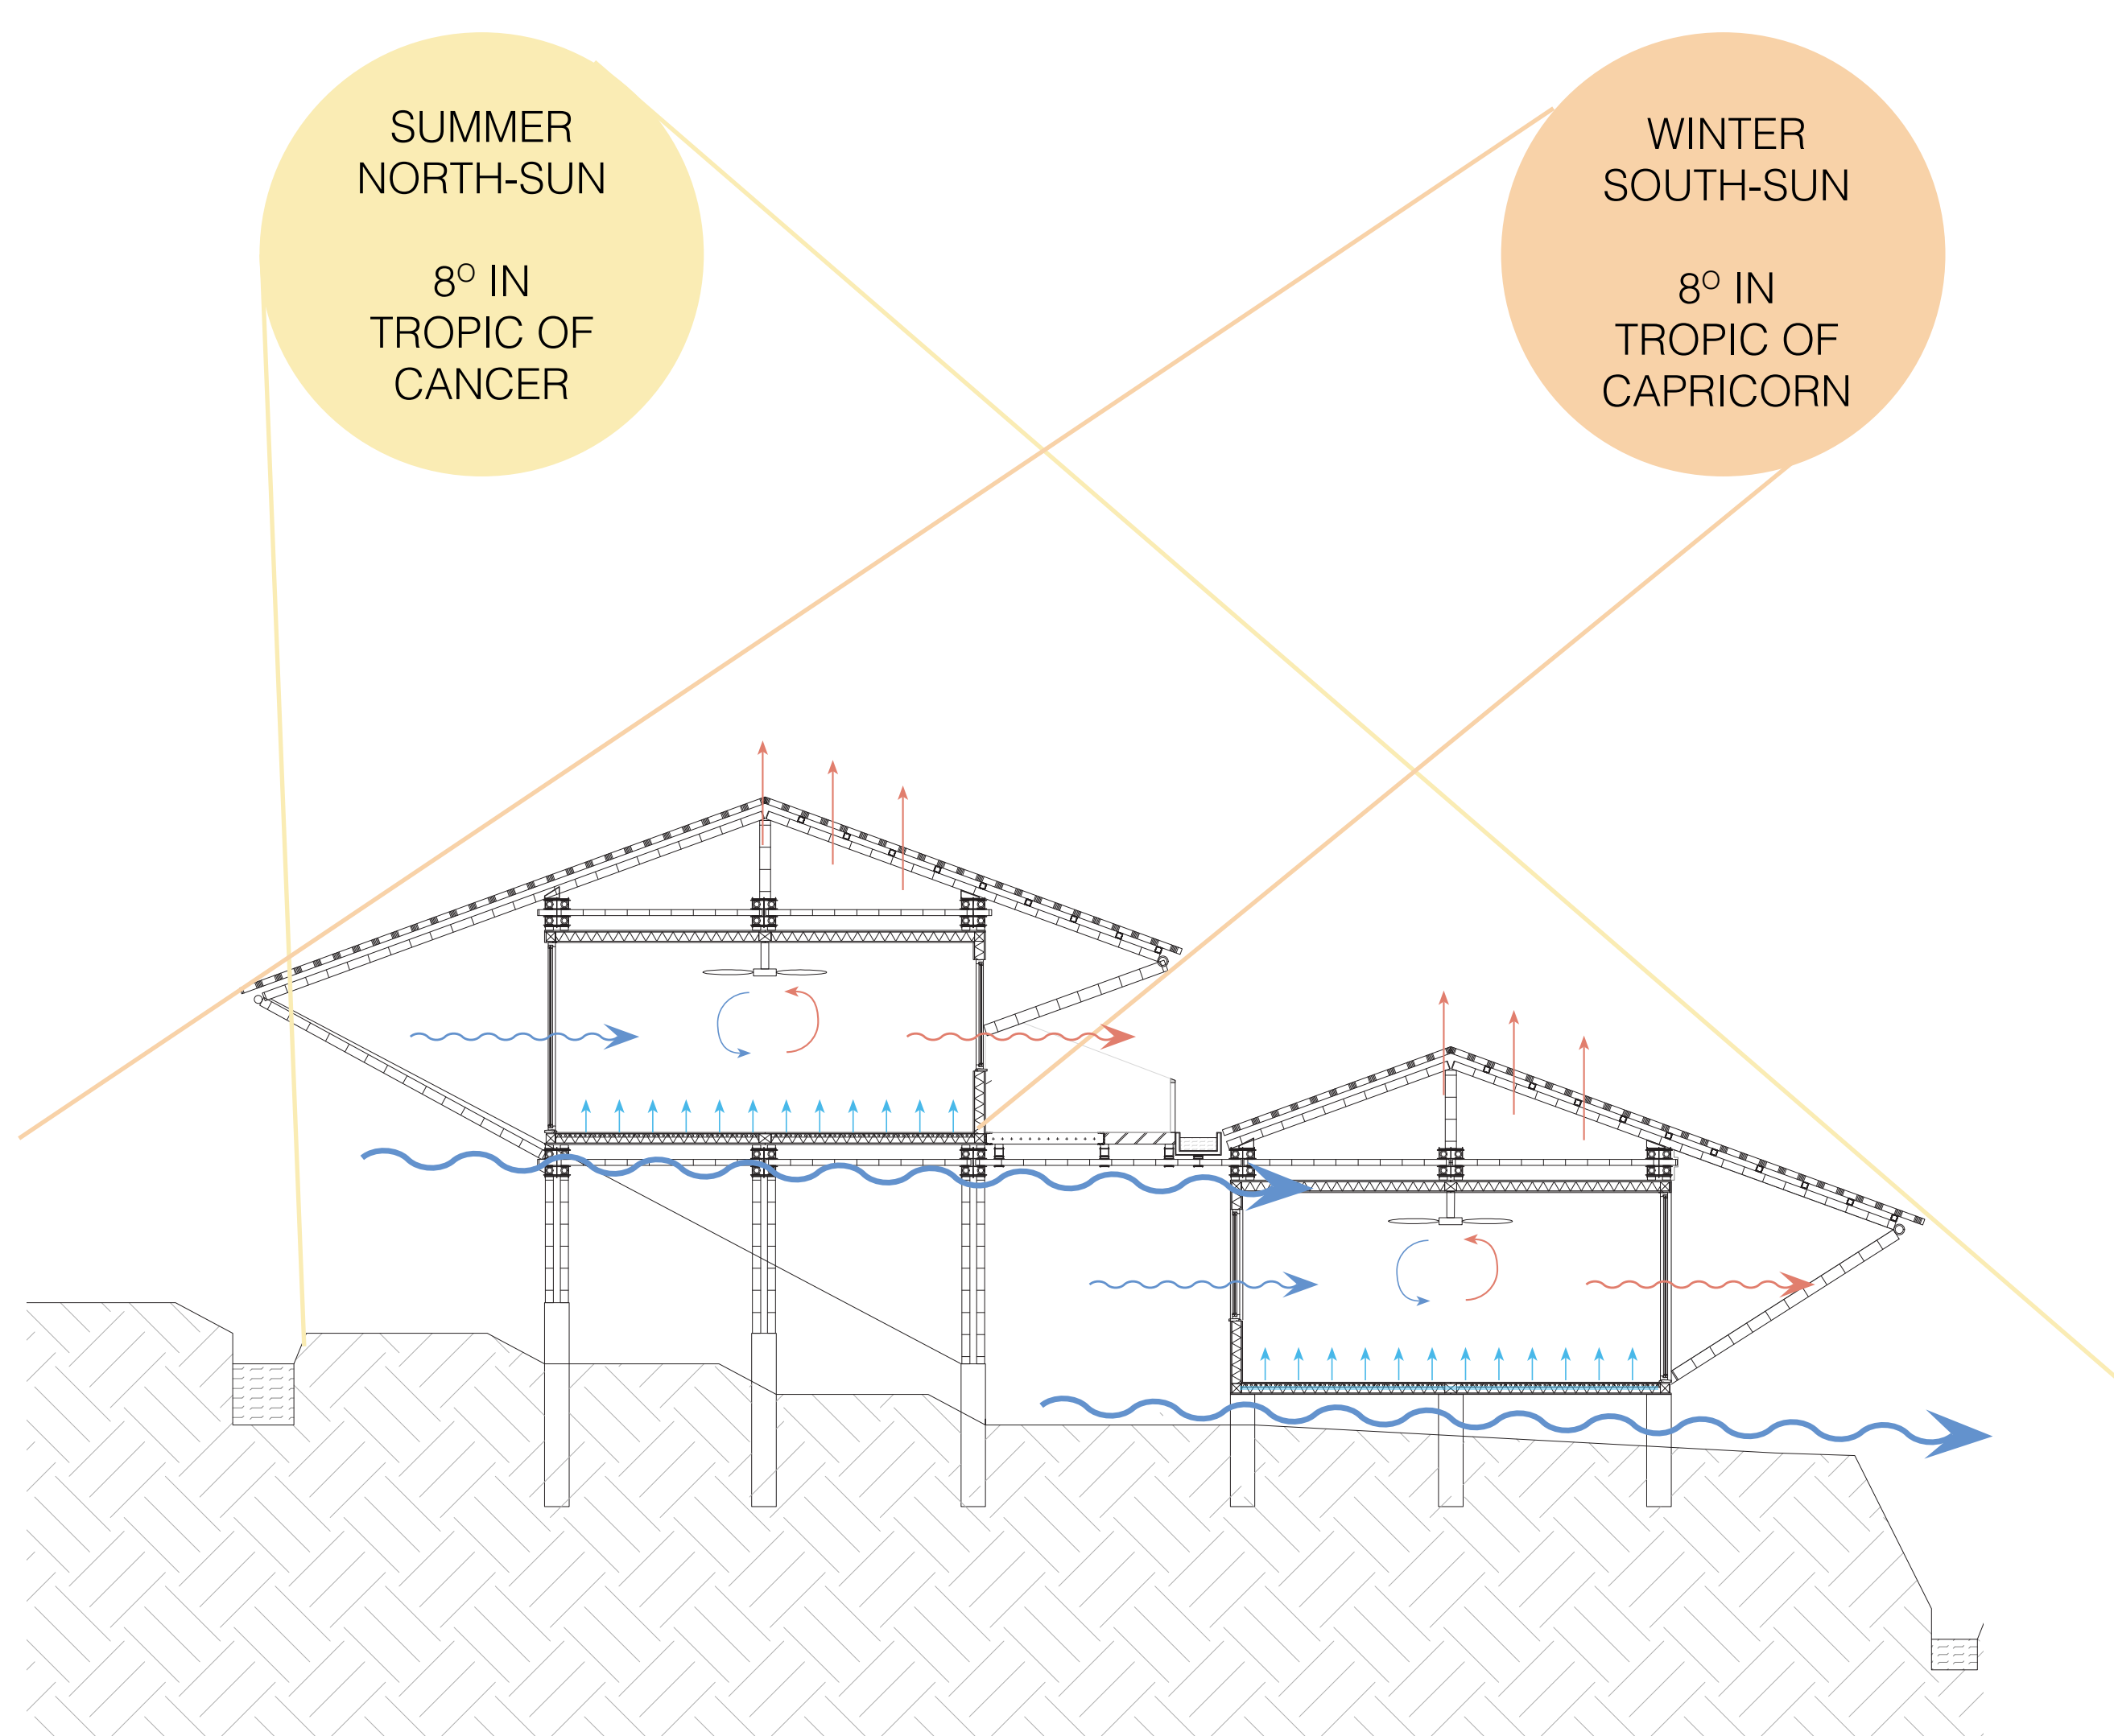 SUMMER
NORTH-SUN
8º IN
TROPIC OF
CANCER
WINTER
SOUTH-SUN
8º IN
TROPIC OF
CAPRICORN